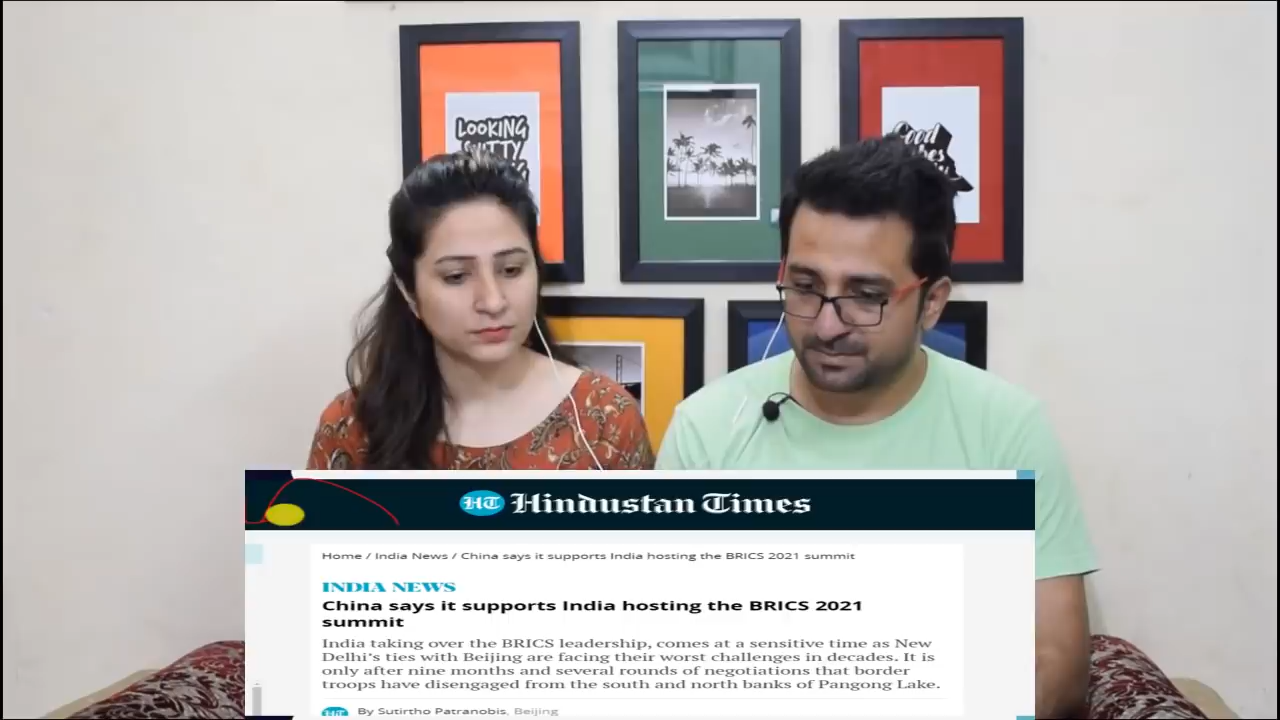 LOOKING
Good
HT Hindustan Times
Home / India News / China says it supports India hosting the BRICS 2021 summit
INDIA NEWS
China says it supports India hosting the BRICS 2021
summit
India taking over the BRICS leadership, comes at a sensitive time as New
Delhi's ties with Beijing are facing their worst challenges in decades. It is
only after nine months and several rounds of negotiations that border
troops have disengaged from the south and north banks of Pangong Lake.
HT By Sutirtho Patranobis, Beijing